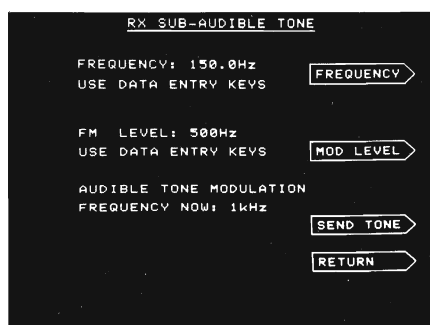 RX SUB-AUDIBLE TONE
FREQUENCY: 150.0Hz
USE DATA ENTRY KEYS
FREQUENCY
FM LEVEL: 500Hz
USE DATA ENTRY KEYS
MOD LEVEL
AUDIBLE TONE MODULATION
FREQUENCY NOW: 1kHz
SEND TONE
RETURN